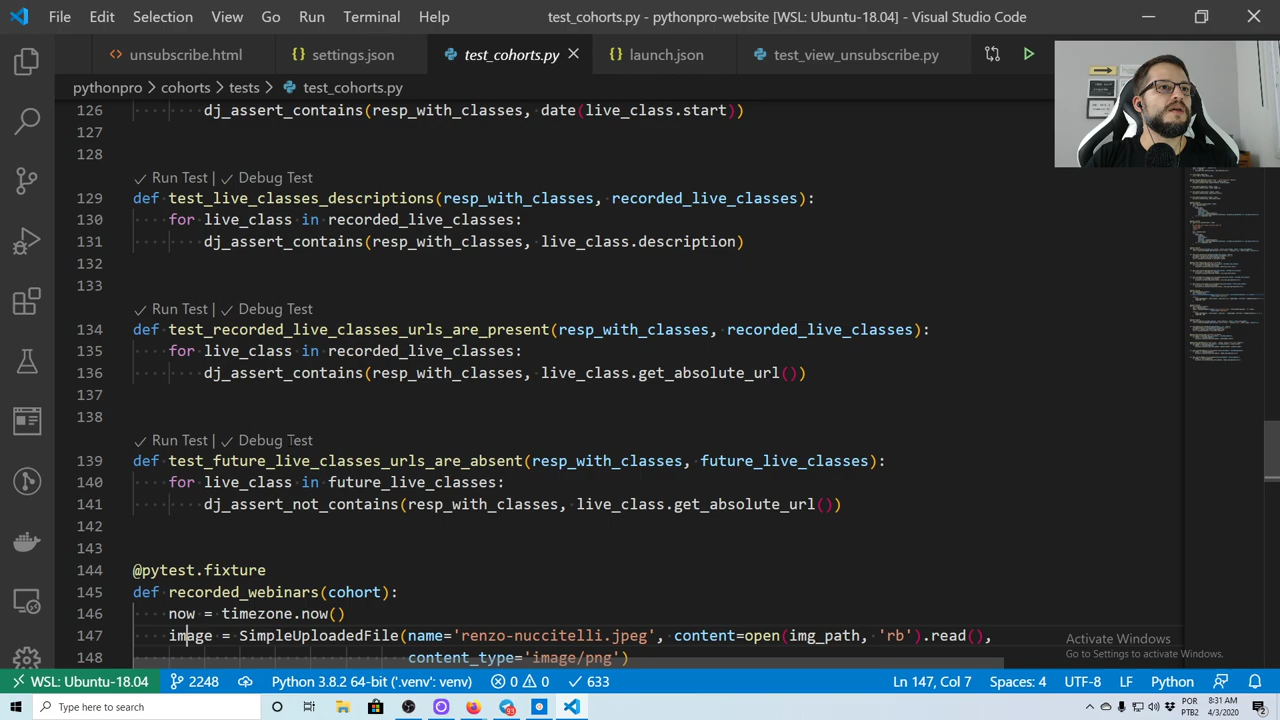 File Edit Selection View Go Run Terminal Help test_cohorts.py - pythonpro-website [WSL: Ubuntu-18.04] - Visual Studio Code
unsubscribe.html settings.json test_cohorts.py launch.json test_view_unsubscribe.py
pythonpro > cohorts > tests > test_cohorts.py > ...
126 dj_assert_contains(resp_with_classes, date(live_class.start))
127
128
Run Test | Debug Test
129 def test_live_classes_descriptions(resp_with_classes, recorded_live_classes):
130 for live_class in recorded_live_classes:
131 dj_assert_contains(resp_with_classes, live_class.description)
132
133
Run Test | Debug Test
134 def test_recorded_live_classes_urls_are_present(resp_with_classes, recorded_live_classes):
135 for live_class in recorded_live_classes:
136 dj_assert_contains(resp_with_classes, live_class.get_absolute_url())
137
138
Run Test | Debug Test
139 def test_future_live_classes_urls_are_absent(resp_with_classes, future_live_classes):
140 for live_class in future_live_classes:
141 dj_assert_not_contains(resp_with_classes, live_class.get_absolute_url())
142
143
144 @pytest.fixture
145 def recorded_webinars(cohort):
146 now = timezone.now()
147 image = SimpleUploadedFile(name='renzo-nuccitelli.jpeg', content=open(img_path, 'rb').read(),
148 content_type='image/png')
Activate Windows
Go to Settings to activate Windows.
WSL: Ubuntu-18.04 2248 Python 3.8.2 64-bit ('.venv': venv) 0 0 633 Ln 147, Col 7 Spaces: 4 UTF-8 LF Python
Type here to search 93 POR PTB2 8:31 AM 4/3/2020 2